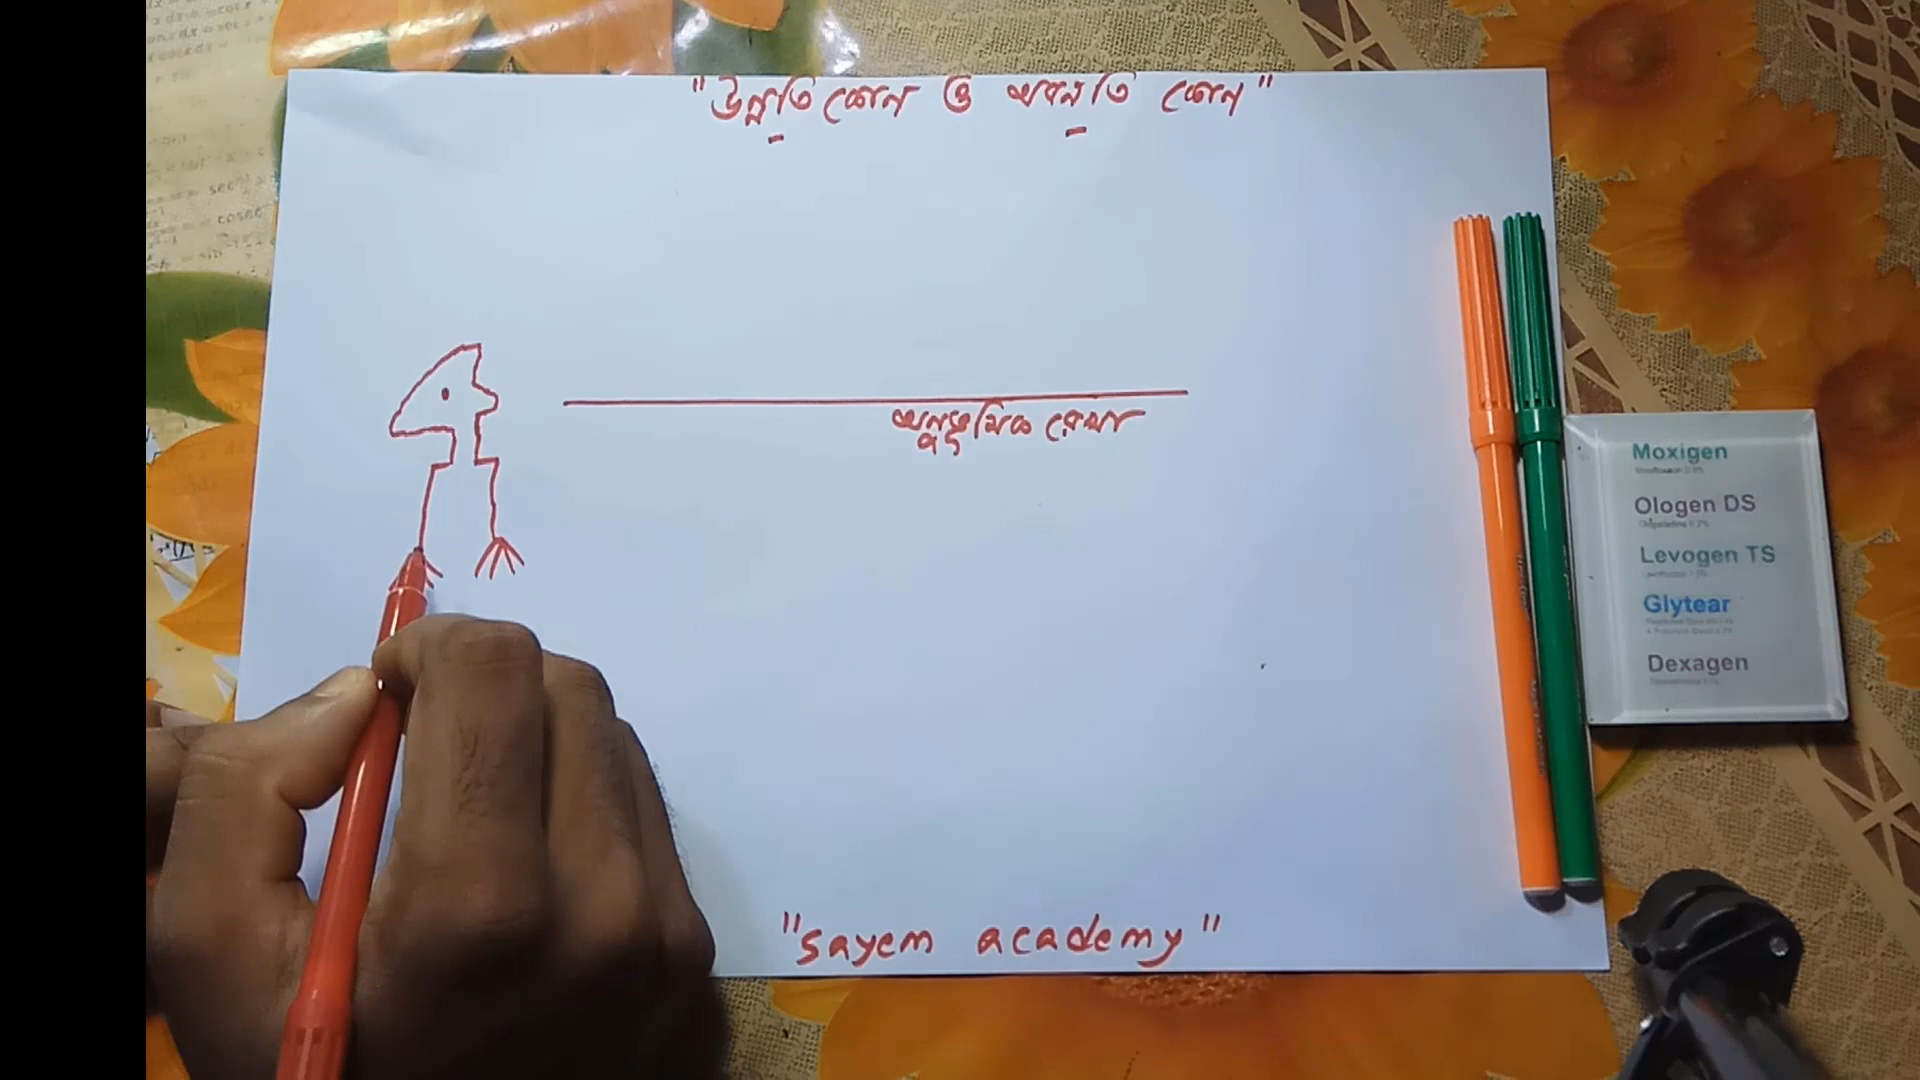 "উন্নতি কোন ও অবনতি কোন"
অনুভূমিক রেখা
Moxigen
Ologen DS
Levogen TS
Glytear
Dexagen
"sayem academy"